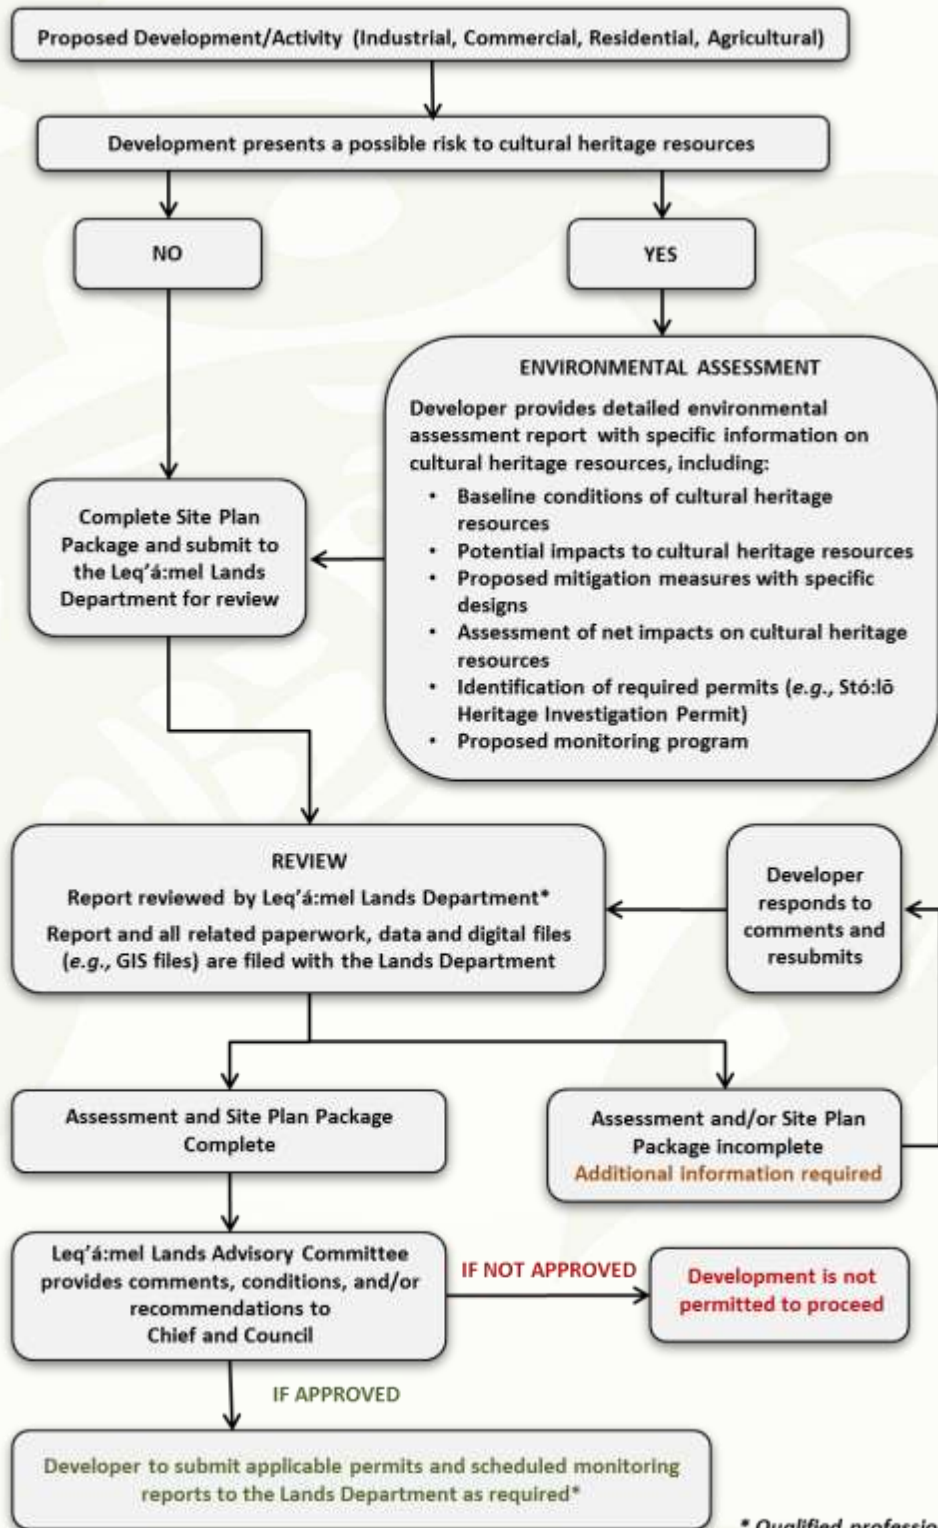 Proposed Development/Activity (Industrial, Commercial, Residential, Agricultural)
Development presents a possible risk to cultural heritage resources
NO
YES
ENVIRONMENTAL ASSESSMENT
Developer provides detailed environmental
assessment report with specific information on
cultural heritage resources, including:
• Baseline conditions of cultural heritage
resources
• Potential impacts to cultural heritage resources
• Proposed mitigation measures with specific
designs
• Assessment of net impacts on cultural heritage
resources
• Identification of required permits (e.g., Stó:lō
Heritage Investigation Permit)
• Proposed monitoring program
Complete Site Plan
Package and submit to
the Leq'á:mel Lands
Department for review
REVIEW
Report reviewed by Leq'á:mel Lands Department*
Report and all related paperwork, data and digital files
(e.g., GIS files) are filed with the Lands Department
Developer
responds to
comments and
resubmits
Assessment and Site Plan Package
Complete
Assessment and/or Site Plan
Package incomplete
Additional information required
Leq'á:mel Lands Advisory Committee
provides comments, conditions, and/or
recommendations to
Chief and Council
IF NOT APPROVED
Development is not
permitted to proceed
IF APPROVED
Developer to submit applicable permits and scheduled monitoring
reports to the Lands Department as required*
* Qualified